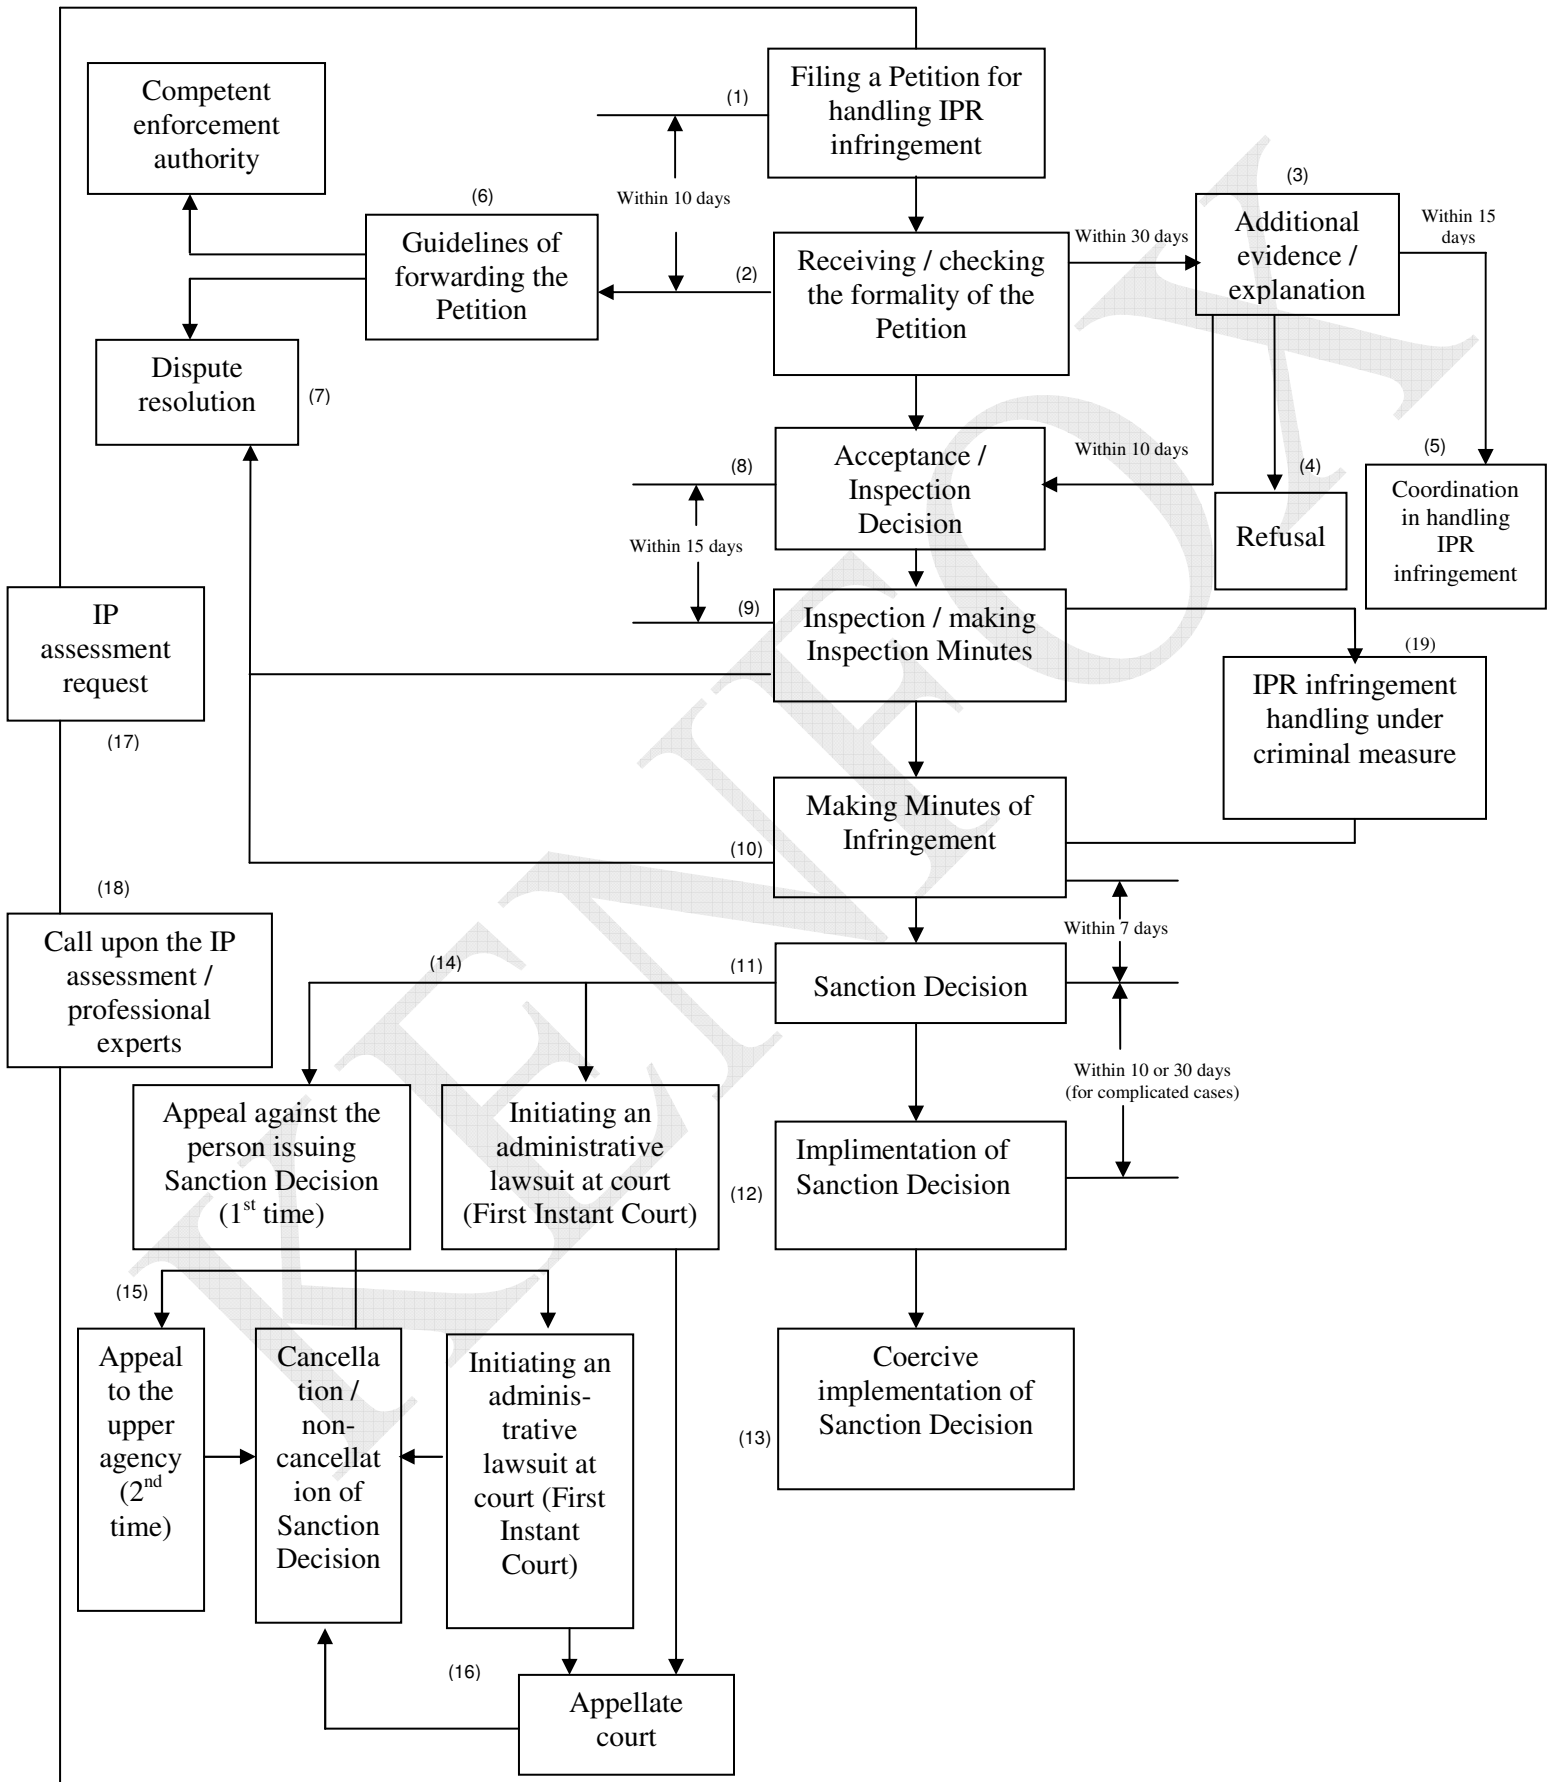 Filing a Petition for
handling IPR
infringement
(1)
Competent
enforcement
authority
Within 10 days
(6)
Guidelines of
forwarding the
Petition
(2)
Receiving / checking
the formality of the
Petition
Within 30 days
(3)
Additional
evidence /
explanation
Within 15
days
Dispute
resolution
(7)
(8)
Acceptance /
Inspection
Decision
Within 10 days
(4)
Refusal
(5)
Coordination
in handling
IPR
infringement
Within 15 days
(9)
Inspection / making
Inspection Minutes
IP
assessment
request
(17)
(19)
IPR infringement
handling under
criminal measure
Making Minutes of
Infringement
(10)
(18)
Call upon the IP
assessment /
professional
experts
Within 7 days
(14)
(11)
Sanction Decision
Within 10 or 30 days
(for complicated cases)
Appeal against the
person issuing
Sanction Decision
(1st time)
Initiating an
administrative
lawsuit at court
(First Instant Court)
(12)
Implimentation of
Sanction Decision
(15)
Appeal
to the
upper
agency
(2nd
time)
Cancella
tion /
non-
cancellat
ion of
Sanction
Decision
Initiating an
adminis-
trative
lawsuit at
court (First
Instant
Court)
(13)
Coercive
implementation of
Sanction Decision
(16)
Appellate
court
KENFOX